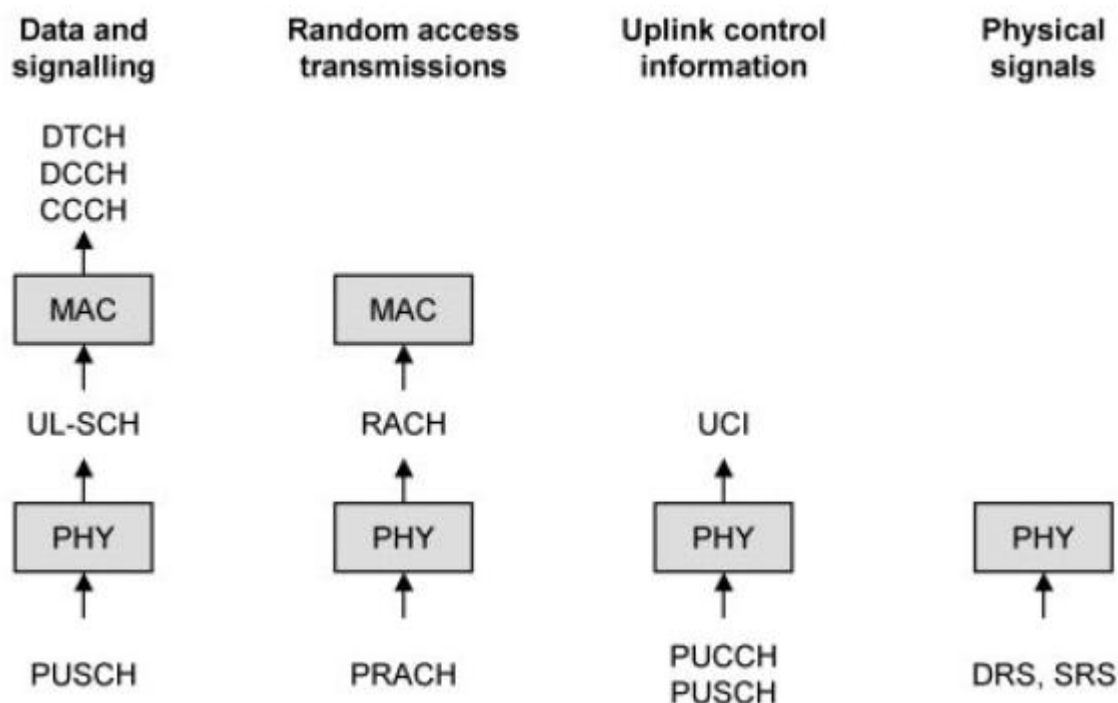 Data and
signalling
Random access
transmissions
Uplink control
information
Physical
signals
DTCH
DCCH
CCCH
MAC
MAC
UL-SCH
RACH
UCI
PHY
PHY
PHY
PHY
PUSCH
PRACH
PUCCH
PUSCH
DRS, SRS